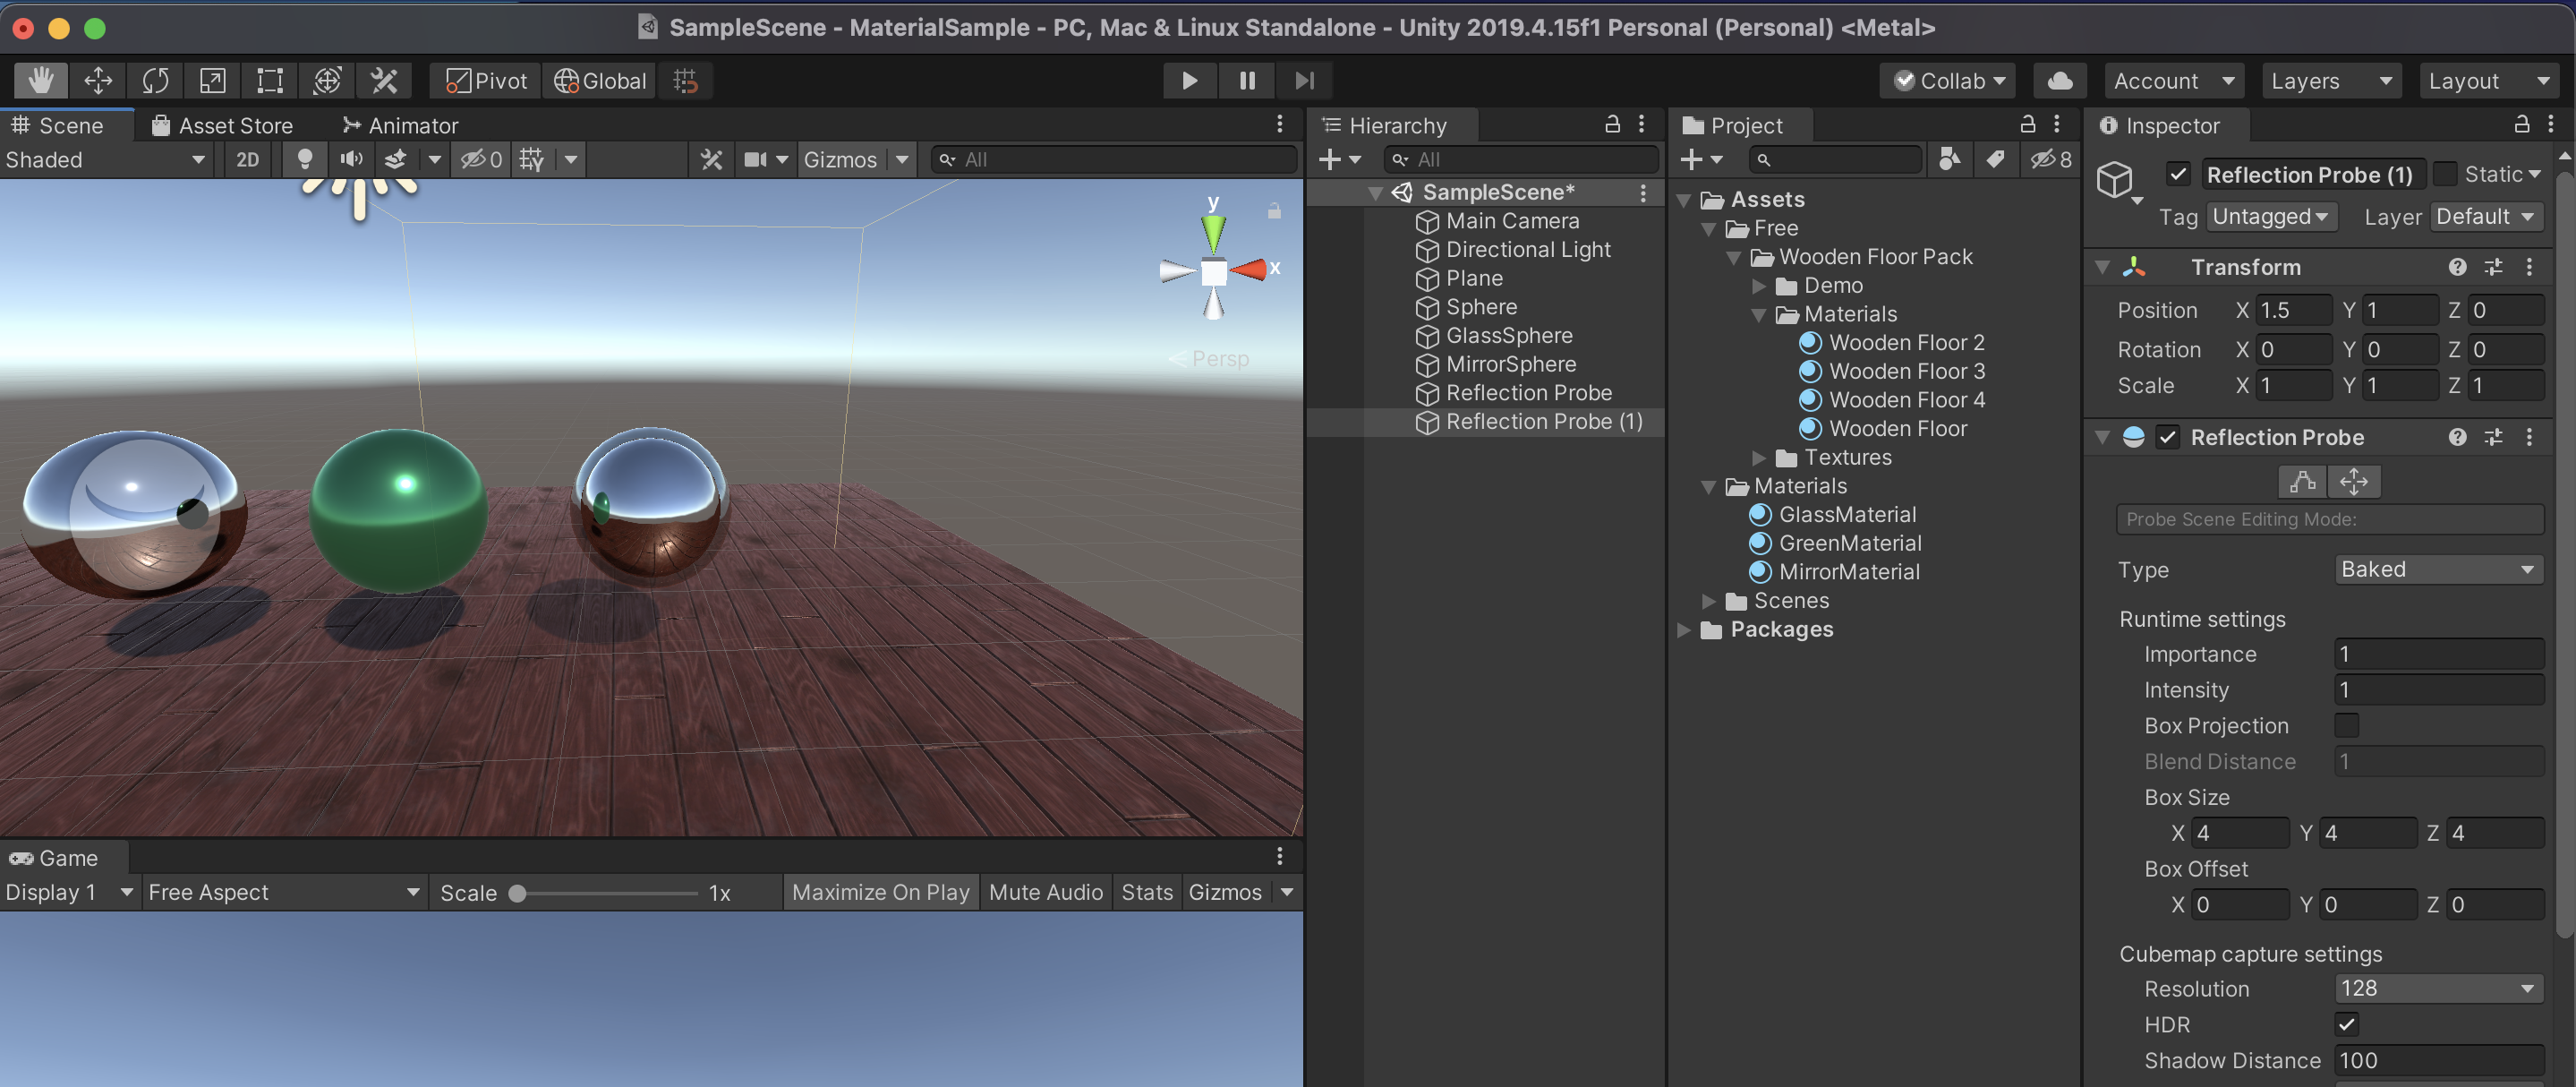 SampleScene - MaterialSample - PC, Mac & Linux Standalone - Unity 2019.4.15f1 Personal (Personal) <Metal>
Pivot Global Collab Account Layers Layout
Scene Asset Store Animator
Shaded 2D 0 Gizmos All
y
x
Persp
Game
Display 1 Free Aspect Scale 1x Maximize On Play Mute Audio Stats Gizmos
Hierarchy
All
SampleScene*
Main Camera
Directional Light
Plane
Sphere
GlassSphere
MirrorSphere
Reflection Probe
Reflection Probe (1)
Project
8
Assets
Free
Wooden Floor Pack
Demo
Materials
Wooden Floor 2
Wooden Floor 3
Wooden Floor 4
Wooden Floor
Textures
Materials
GlassMaterial
GreenMaterial
MirrorMaterial
Scenes
Packages
Inspector
Reflection Probe (1) Static
Tag Untagged Layer Default
Transform
Position X 1.5 Y 1 Z 0
Rotation X 0 Y 0 Z 0
Scale X 1 Y 1 Z 1
Reflection Probe
Probe Scene Editing Mode:
Type Baked
Runtime settings
Importance 1
Intensity 1
Box Projection
Blend Distance 1
Box Size
X 4 Y 4 Z 4
Box Offset
X 0 Y 0 Z 0
Cubemap capture settings
Resolution 128
HDR
Shadow Distance 100